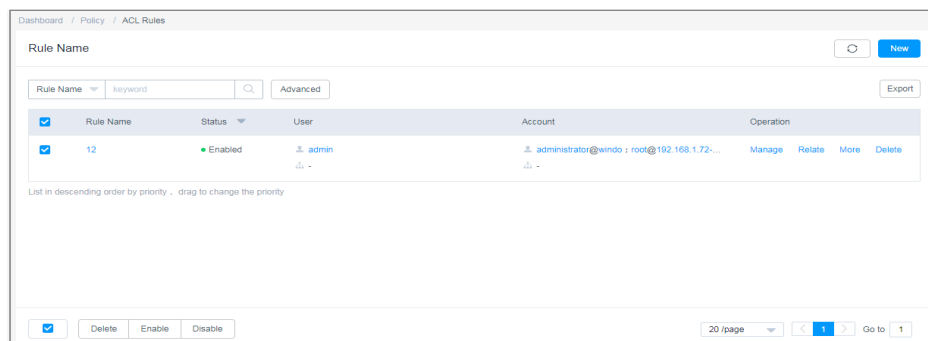 Dashboard / Policy / ACL Rules
Rule Name
New
Rule Name keyword Advanced Export
Rule Name Status User Account Operation
12 Enabled admin administrator@windo ; root@192.168.1.72-... Manage Relate More Delete
- -
List in descending order by priority , drag to change the priority
Delete Enable Disable 20 /page < 1 > Go to 1